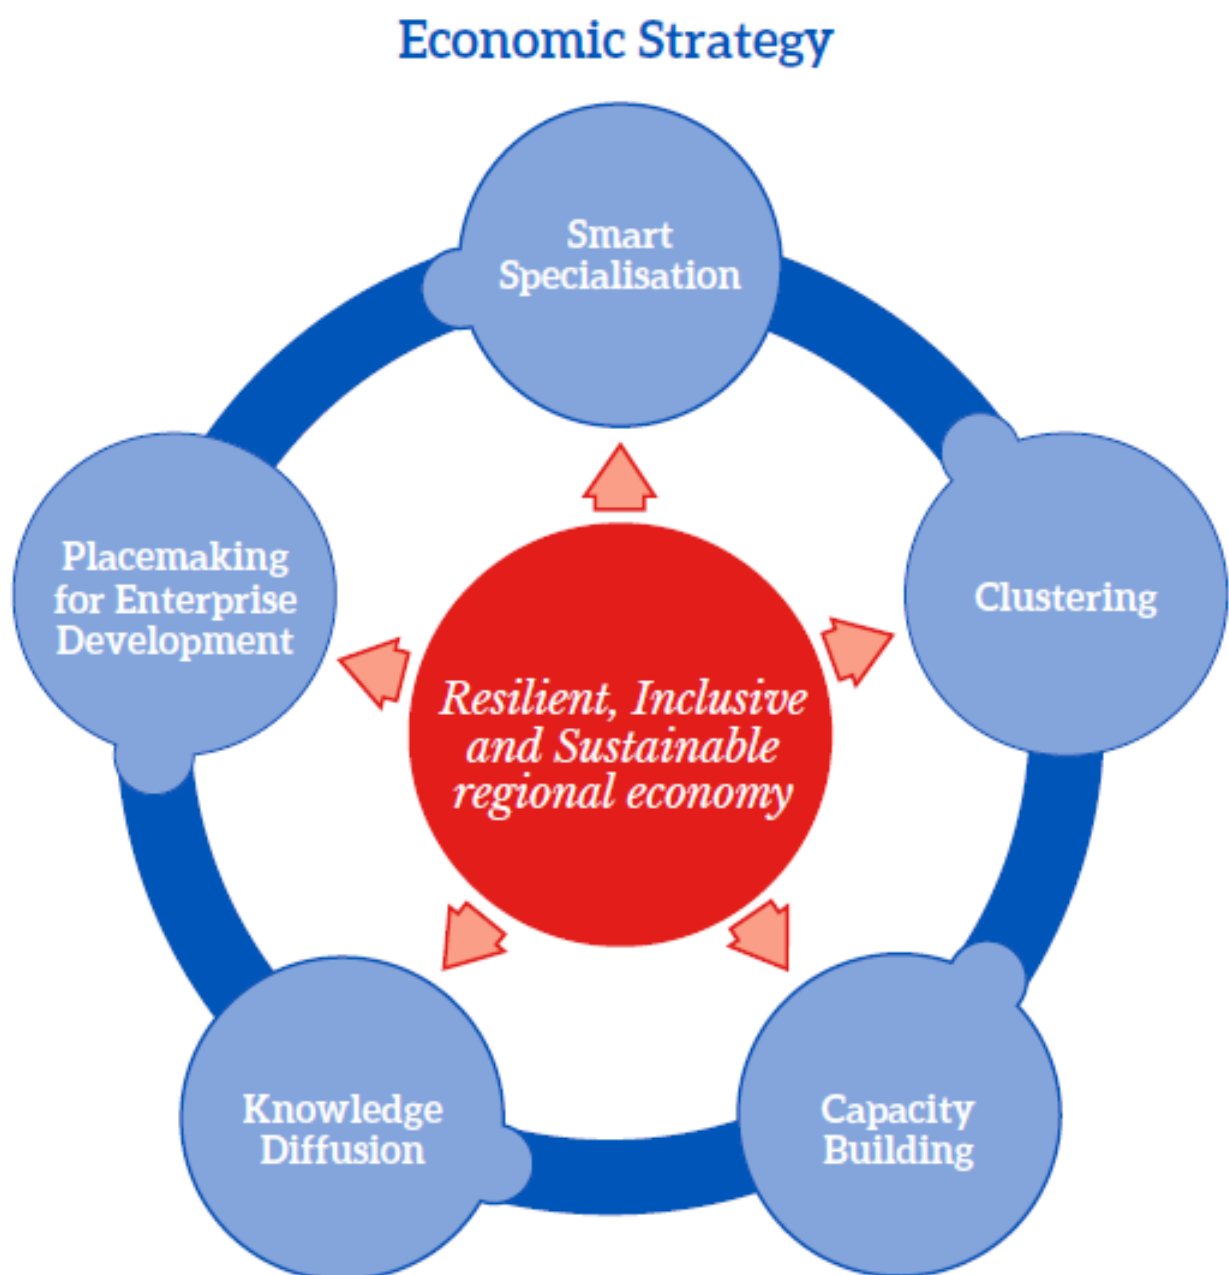 Economic Strategy
Smart
Specialisation
Clustering
Placemaking
for Enterprise
Development
Resilient, Inclusive
and Sustainable
regional economy
Knowledge
Diffusion
Capacity
Building